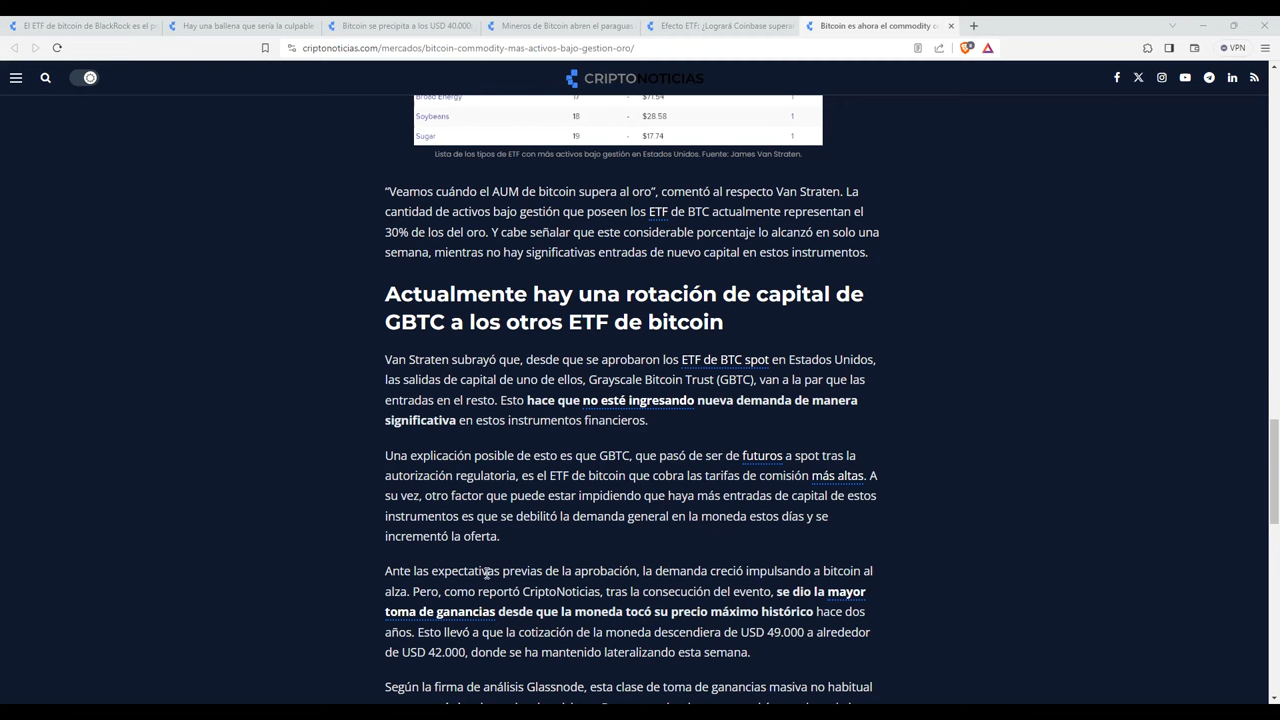 El ETF de bitcoin de BlackRock es el p
Hay una ballena que sería la culpable
Bitcoin se precipita a los USD 40.000:
Mineros de Bitcoin abren el paraguas
Efecto ETF: ¿Logrará Coinbase superar
Bitcoin es ahora el commodity c
criptonoticias.com/mercados/bitcoin-commodity-mas-activos-bajo-gestion-oro/
VPN
CRIPTONOTICIAS
Broad Energy 17 - $71.54 1
Soybeans 18 - $28.58 1
Sugar 19 - $17.74 1
Lista de los tipos de ETF con más activos bajo gestión en Estados Unidos. Fuente: James Van Straten.
“Veamos cuándo el AUM de bitcoin supera al oro”, comentó al respecto Van Straten. La
cantidad de activos bajo gestión que poseen los ETF de BTC actualmente representan el
30% de los del oro. Y cabe señalar que este considerable porcentaje lo alcanzó en solo una
semana, mientras no hay significativas entradas de nuevo capital en estos instrumentos.
Actualmente hay una rotación de capital de
GBTC a los otros ETF de bitcoin
Van Straten subrayó que, desde que se aprobaron los ETF de BTC spot en Estados Unidos,
las salidas de capital de uno de ellos, Grayscale Bitcoin Trust (GBTC), van a la par que las
entradas en el resto. Esto hace que no esté ingresando nueva demanda de manera
significativa en estos instrumentos financieros.
Una explicación posible de esto es que GBTC, que pasó de ser de futuros a spot tras la
autorización regulatoria, es el ETF de bitcoin que cobra las tarifas de comisión más altas. A
su vez, otro factor que puede estar impidiendo que haya más entradas de capital de estos
instrumentos es que se debilitó la demanda general en la moneda estos días y se
incrementó la oferta.
Ante las expectativas previas de la aprobación, la demanda creció impulsando a bitcoin al
alza. Pero, como reportó CriptoNoticias, tras la consecución del evento, se dio la mayor
toma de ganancias desde que la moneda tocó su precio máximo histórico hace dos
años. Esto llevó a que la cotización de la moneda descendiera de USD 49.000 a alrededor
de USD 42.000, donde se ha mantenido lateralizando esta semana.
Según la firma de análisis Glassnode, esta clase de toma de ganancias masiva no habitual